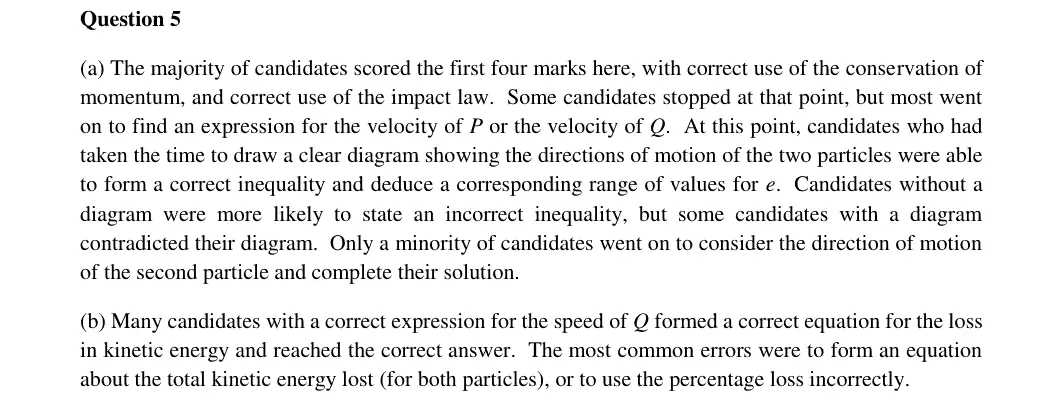 Question 5
(a) The majority of candidates scored the first four marks here, with correct use of the conservation of
momentum, and correct use of the impact law.  Some candidates stopped at that point, but most went
on to find an expression for the velocity of P or the velocity of Q.  At this point, candidates who had
taken the time to draw a clear diagram showing the directions of motion of the two particles were able
to form a correct inequality and deduce a corresponding range of values for e.  Candidates without a
diagram were more likely to state an incorrect inequality, but some candidates with a diagram
contradicted their diagram.  Only a minority of candidates went on to consider the direction of motion
of the second particle and complete their solution.
(b) Many candidates with a correct expression for the speed of Q formed a correct equation for the loss
in kinetic energy and reached the correct answer.  The most common errors were to form an equation
about the total kinetic energy lost (for both particles), or to use the percentage loss incorrectly.